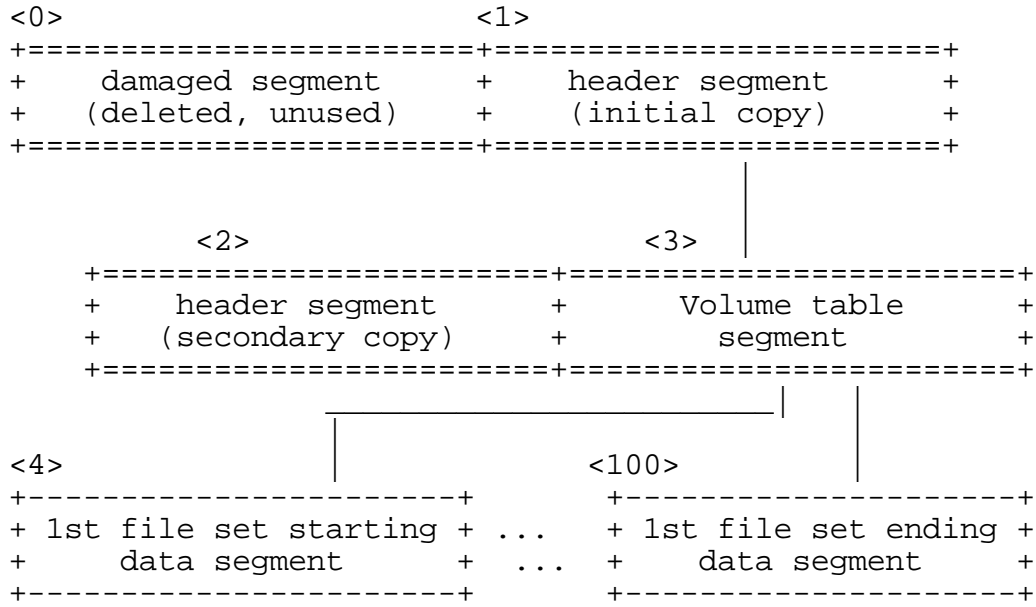 <0>                      <1>
+========================+========================+
+    damaged segment     +    header segment      +
+   (deleted, unused)    +    (initial copy)      +
+========================+========================+
                                       |
                                       |
          <2>                     <3>  |
    +========================+========================+
    +    header segment      +      Volume table      +
    +   (secondary copy)     +        segment         +
    +========================+========================+
                 ________________________|   |
                 |                           |
<4>              |             <100>         |
+-----------------------+       +---------------------+
+ 1st file set starting + ...   + 1st file set ending +
+     data segment      +  ...  +    data segment     +
+-----------------------+       +---------------------+